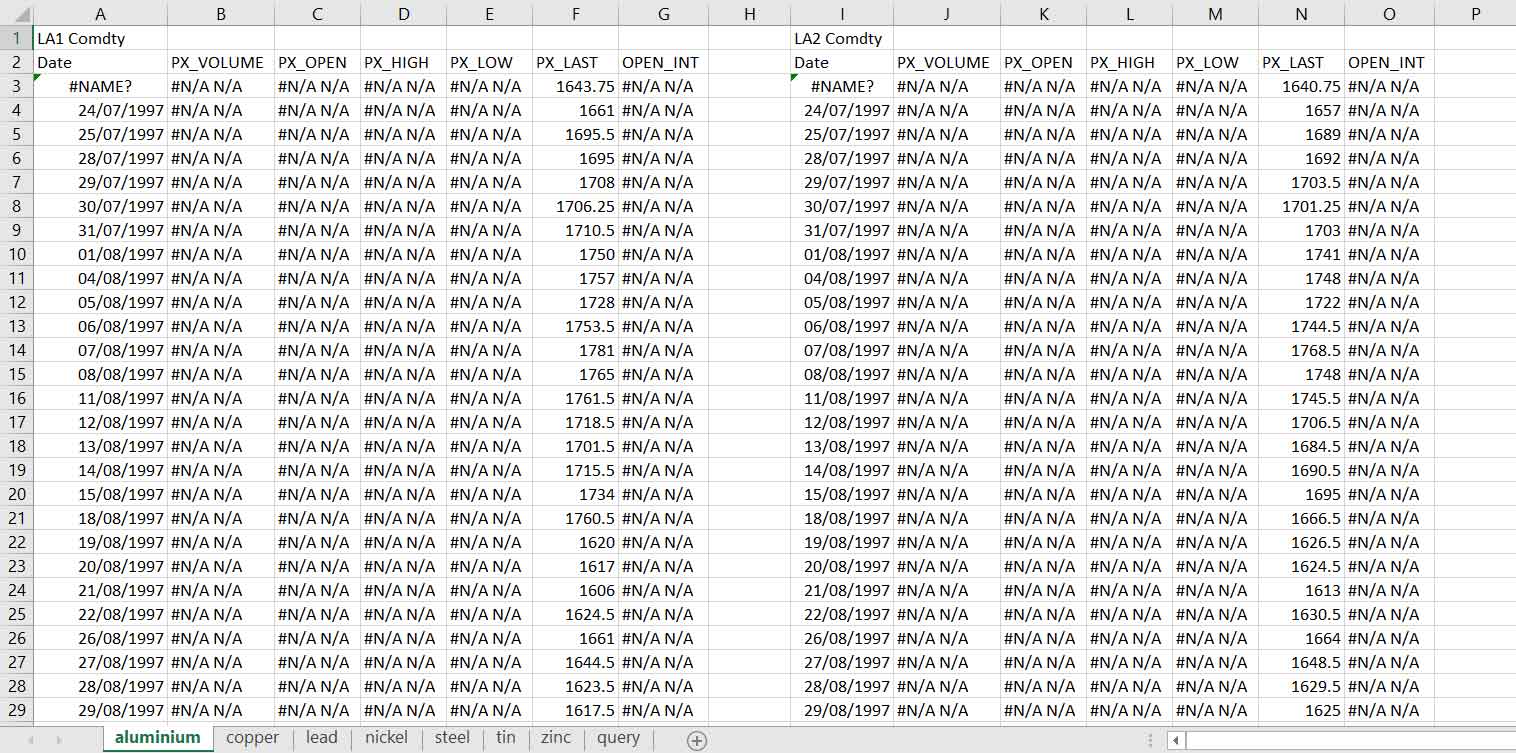 A B C D E F G H I J K L M N O P
1 LA1 Comdty LA2 Comdty
2 Date PX_VOLUME PX_OPEN PX_HIGH PX_LOW PX_LAST OPEN_INT Date PX_VOLUME PX_OPEN PX_HIGH PX_LOW PX_LAST OPEN_INT
3 #NAME? #N/A N/A #N/A N/A #N/A N/A #N/A N/A 1643.75 #N/A N/A #NAME? #N/A N/A #N/A N/A #N/A N/A #N/A N/A 1640.75 #N/A N/A
4 24/07/1997 #N/A N/A #N/A N/A #N/A N/A #N/A N/A 1661 #N/A N/A 24/07/1997 #N/A N/A #N/A N/A #N/A N/A #N/A N/A 1657 #N/A N/A
5 25/07/1997 #N/A N/A #N/A N/A #N/A N/A #N/A N/A 1695.5 #N/A N/A 25/07/1997 #N/A N/A #N/A N/A #N/A N/A #N/A N/A 1689 #N/A N/A
6 28/07/1997 #N/A N/A #N/A N/A #N/A N/A #N/A N/A 1695 #N/A N/A 28/07/1997 #N/A N/A #N/A N/A #N/A N/A #N/A N/A 1692 #N/A N/A
7 29/07/1997 #N/A N/A #N/A N/A #N/A N/A #N/A N/A 1708 #N/A N/A 29/07/1997 #N/A N/A #N/A N/A #N/A N/A #N/A N/A 1703.5 #N/A N/A
8 30/07/1997 #N/A N/A #N/A N/A #N/A N/A #N/A N/A 1706.25 #N/A N/A 30/07/1997 #N/A N/A #N/A N/A #N/A N/A #N/A N/A 1701.25 #N/A N/A
9 31/07/1997 #N/A N/A #N/A N/A #N/A N/A #N/A N/A 1710.5 #N/A N/A 31/07/1997 #N/A N/A #N/A N/A #N/A N/A #N/A N/A 1703 #N/A N/A
10 01/08/1997 #N/A N/A #N/A N/A #N/A N/A #N/A N/A 1750 #N/A N/A 01/08/1997 #N/A N/A #N/A N/A #N/A N/A #N/A N/A 1741 #N/A N/A
11 04/08/1997 #N/A N/A #N/A N/A #N/A N/A #N/A N/A 1757 #N/A N/A 04/08/1997 #N/A N/A #N/A N/A #N/A N/A #N/A N/A 1748 #N/A N/A
12 05/08/1997 #N/A N/A #N/A N/A #N/A N/A #N/A N/A 1728 #N/A N/A 05/08/1997 #N/A N/A #N/A N/A #N/A N/A #N/A N/A 1722 #N/A N/A
13 06/08/1997 #N/A N/A #N/A N/A #N/A N/A #N/A N/A 1753.5 #N/A N/A 06/08/1997 #N/A N/A #N/A N/A #N/A N/A #N/A N/A 1744.5 #N/A N/A
14 07/08/1997 #N/A N/A #N/A N/A #N/A N/A #N/A N/A 1781 #N/A N/A 07/08/1997 #N/A N/A #N/A N/A #N/A N/A #N/A N/A 1768.5 #N/A N/A
15 08/08/1997 #N/A N/A #N/A N/A #N/A N/A #N/A N/A 1765 #N/A N/A 08/08/1997 #N/A N/A #N/A N/A #N/A N/A #N/A N/A 1748 #N/A N/A
16 11/08/1997 #N/A N/A #N/A N/A #N/A N/A #N/A N/A 1761.5 #N/A N/A 11/08/1997 #N/A N/A #N/A N/A #N/A N/A #N/A N/A 1745.5 #N/A N/A
17 12/08/1997 #N/A N/A #N/A N/A #N/A N/A #N/A N/A 1718.5 #N/A N/A 12/08/1997 #N/A N/A #N/A N/A #N/A N/A #N/A N/A 1706.5 #N/A N/A
18 13/08/1997 #N/A N/A #N/A N/A #N/A N/A #N/A N/A 1701.5 #N/A N/A 13/08/1997 #N/A N/A #N/A N/A #N/A N/A #N/A N/A 1684.5 #N/A N/A
19 14/08/1997 #N/A N/A #N/A N/A #N/A N/A #N/A N/A 1715.5 #N/A N/A 14/08/1997 #N/A N/A #N/A N/A #N/A N/A #N/A N/A 1690.5 #N/A N/A
20 15/08/1997 #N/A N/A #N/A N/A #N/A N/A #N/A N/A 1734 #N/A N/A 15/08/1997 #N/A N/A #N/A N/A #N/A N/A #N/A N/A 1695 #N/A N/A
21 18/08/1997 #N/A N/A #N/A N/A #N/A N/A #N/A N/A 1760.5 #N/A N/A 18/08/1997 #N/A N/A #N/A N/A #N/A N/A #N/A N/A 1666.5 #N/A N/A
22 19/08/1997 #N/A N/A #N/A N/A #N/A N/A #N/A N/A 1620 #N/A N/A 19/08/1997 #N/A N/A #N/A N/A #N/A N/A #N/A N/A 1626.5 #N/A N/A
23 20/08/1997 #N/A N/A #N/A N/A #N/A N/A #N/A N/A 1617 #N/A N/A 20/08/1997 #N/A N/A #N/A N/A #N/A N/A #N/A N/A 1624.5 #N/A N/A
24 21/08/1997 #N/A N/A #N/A N/A #N/A N/A #N/A N/A 1606 #N/A N/A 21/08/1997 #N/A N/A #N/A N/A #N/A N/A #N/A N/A 1613 #N/A N/A
25 22/08/1997 #N/A N/A #N/A N/A #N/A N/A #N/A N/A 1624.5 #N/A N/A 22/08/1997 #N/A N/A #N/A N/A #N/A N/A #N/A N/A 1630.5 #N/A N/A
26 26/08/1997 #N/A N/A #N/A N/A #N/A N/A #N/A N/A 1661 #N/A N/A 26/08/1997 #N/A N/A #N/A N/A #N/A N/A #N/A N/A 1664 #N/A N/A
27 27/08/1997 #N/A N/A #N/A N/A #N/A N/A #N/A N/A 1644.5 #N/A N/A 27/08/1997 #N/A N/A #N/A N/A #N/A N/A #N/A N/A 1648.5 #N/A N/A
28 28/08/1997 #N/A N/A #N/A N/A #N/A N/A #N/A N/A 1623.5 #N/A N/A 28/08/1997 #N/A N/A #N/A N/A #N/A N/A #N/A N/A 1629.5 #N/A N/A
29 29/08/1997 #N/A N/A #N/A N/A #N/A N/A #N/A N/A 1617.5 #N/A N/A 29/08/1997 #N/A N/A #N/A N/A #N/A N/A #N/A N/A 1625 #N/A N/A
aluminium copper lead nickel steel tin zinc query